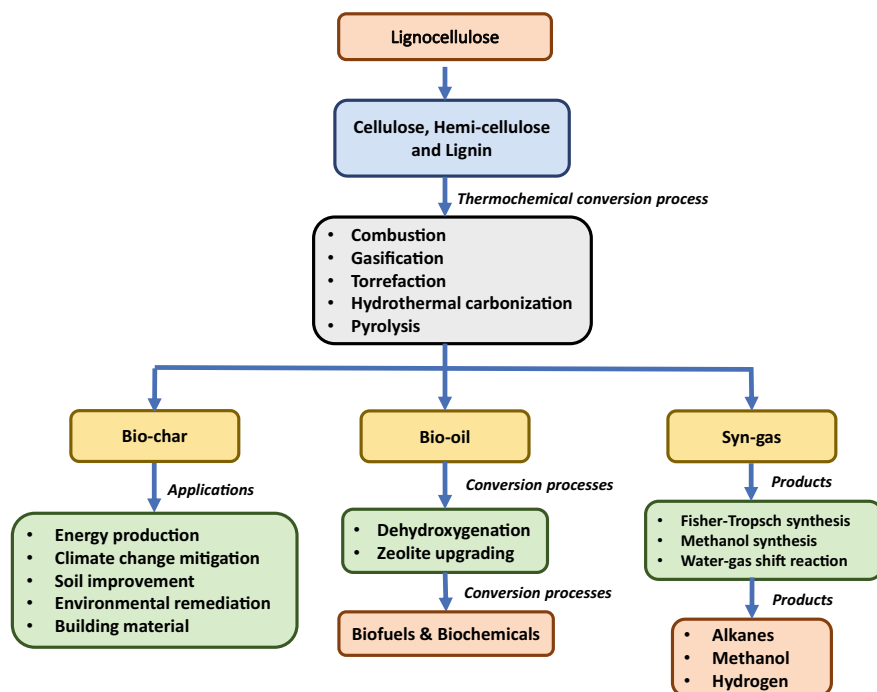 Lignocellulose
Cellulose, Hemi-cellulose
and Lignin
Thermochemical conversion process
• Combustion
• Gasification
• Torrefaction
• Hydrothermal carbonization
• Pyrolysis
Bio-char
Bio-oil
Syn-gas
Applications
Conversion processes
Products
• Energy production
• Climate change mitigation
• Soil improvement
• Environmental remediation
• Building material
• Dehydroxygenation
• Zeolite upgrading
• Fisher-Tropsch synthesis
• Methanol synthesis
• Water-gas shift reaction
Conversion processes
Products
Biofuels & Biochemicals
• Alkanes
• Methanol
• Hydrogen